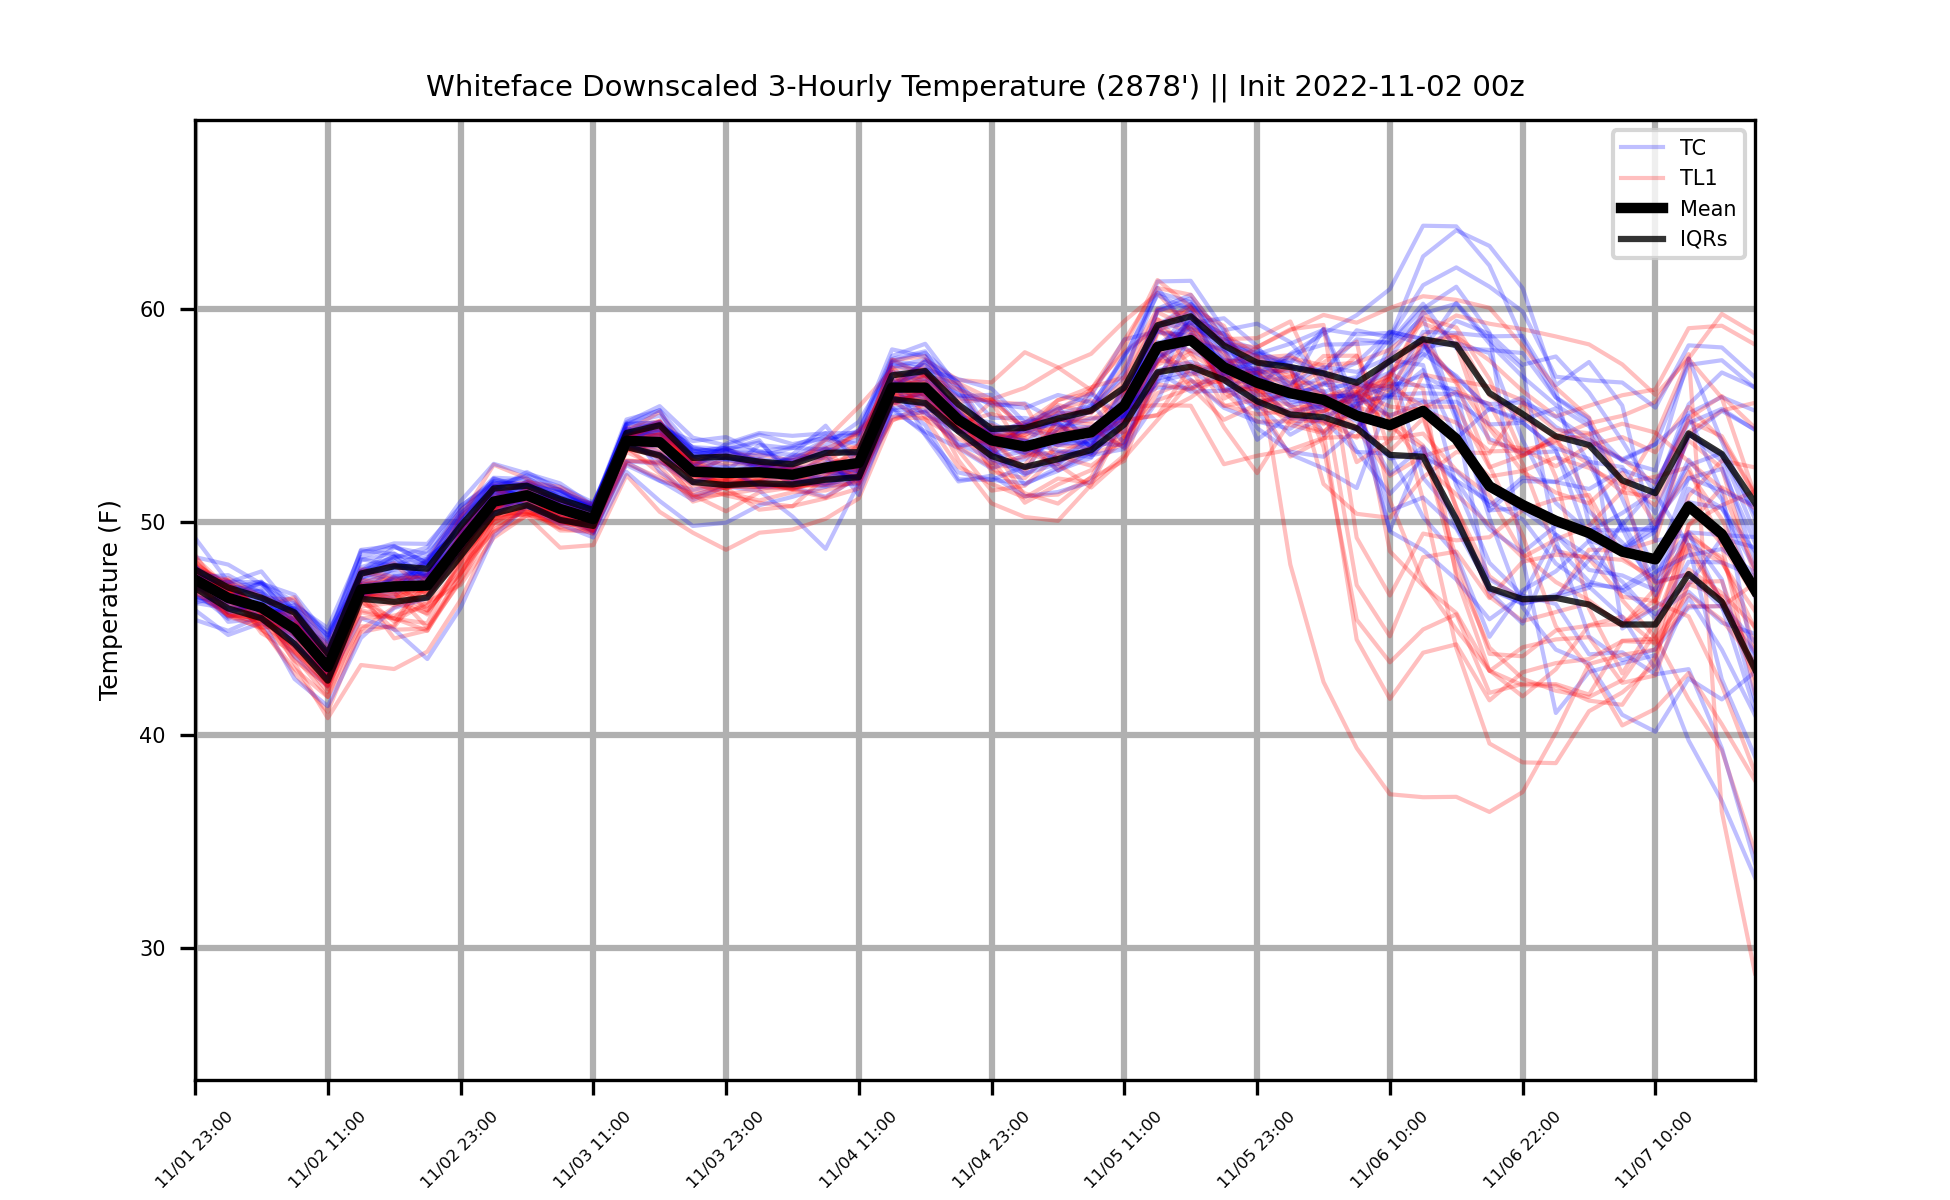 Whiteface Downscaled 3-Hourly Temperature (2878') || Init 2022-11-02 00z
TC
TL1
Mean
IQRs
Temperature (F)
60
50
40
30
11/01 23:00
11/02 11:00
11/02 23:00
11/03 11:00
11/03 23:00
11/04 11:00
11/04 23:00
11/05 11:00
11/05 23:00
11/06 10:00
11/06 22:00
11/07 10:00